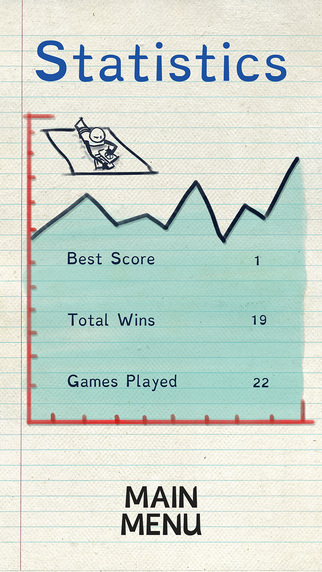 Statistics
Best Score 1
Total Wins 19
Games Played 22
MAIN
MENU